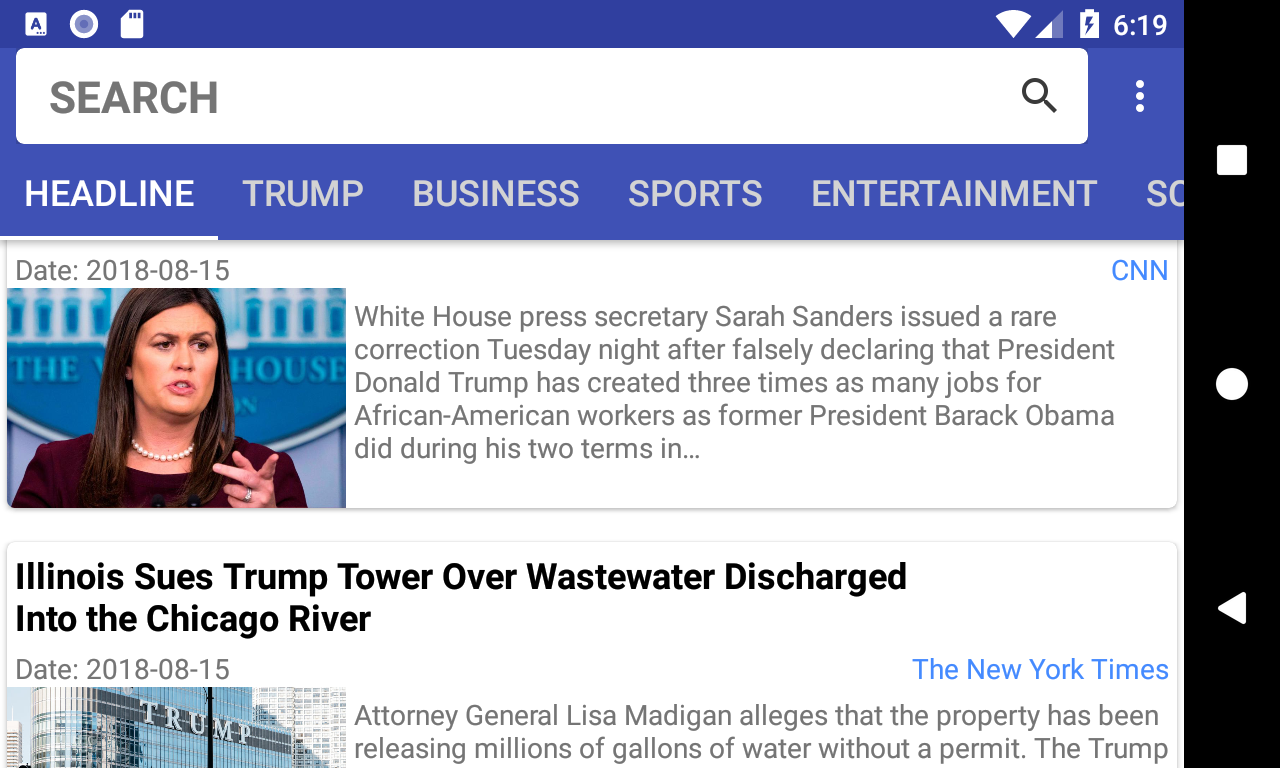 6:19
SEARCH
HEADLINE TRUMP BUSINESS SPORTS ENTERTAINMENT SC
Date: 2018-08-15 CNN
THE HOUSE
White House press secretary Sarah Sanders issued a rare
correction Tuesday night after falsely declaring that President
Donald Trump has created three times as many jobs for
African-American workers as former President Barack Obama
did during his two terms in…
Illinois Sues Trump Tower Over Wastewater Discharged
Into the Chicago River
Date: 2018-08-15 The New York Times
TRUMP
Attorney General Lisa Madigan alleges that the property has been
releasing millions of gallons of water without a permit. The Trump